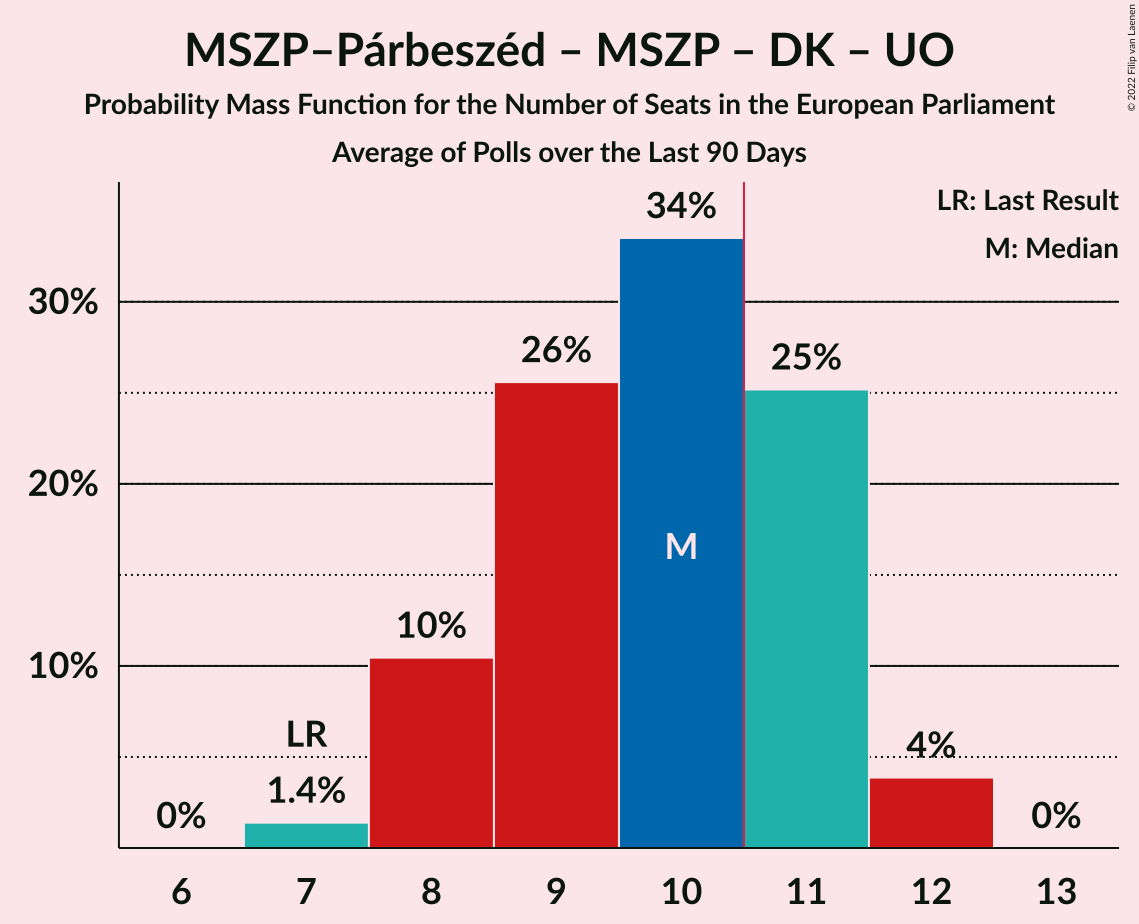 MSZP–Párbeszéd – MSZP – DK – UO
Probability Mass Function for the Number of Seats in the European Parliament
Average of Polls over the Last 90 Days
© 2022 Filip van Laenen
LR: Last Result
M: Median
34%
30%
26%
25%
20%
M
10%
10%
LR
4%
1.4%
0%
0%
6
7
8
9
10
11
12
13